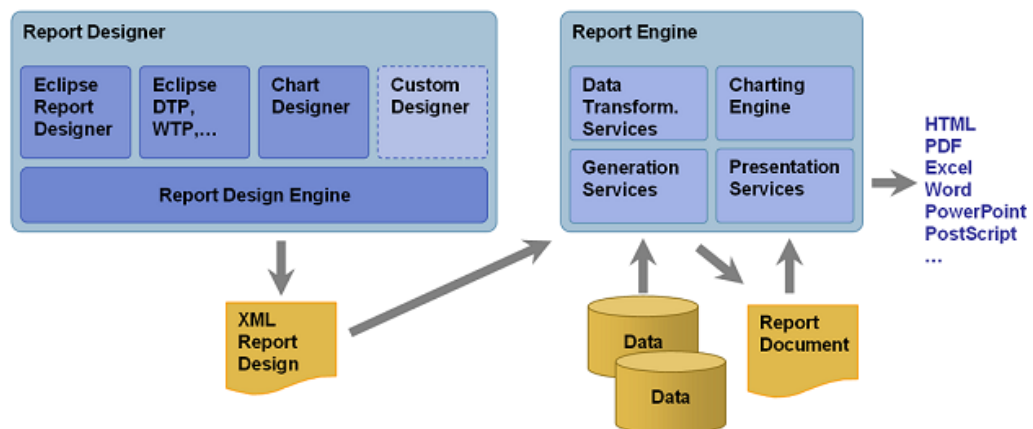 Report Designer
Eclipse
Report
Designer
Eclipse
DTP,
WTP,...
Chart
Designer
Custom
Designer
Report Design Engine
XML
Report
Design
Report Engine
Data
Transform.
Services
Charting
Engine
Generation
Services
Presentation
Services
Data
Data
Report
Document
HTML
PDF
Excel
Word
PowerPoint
PostScript
...